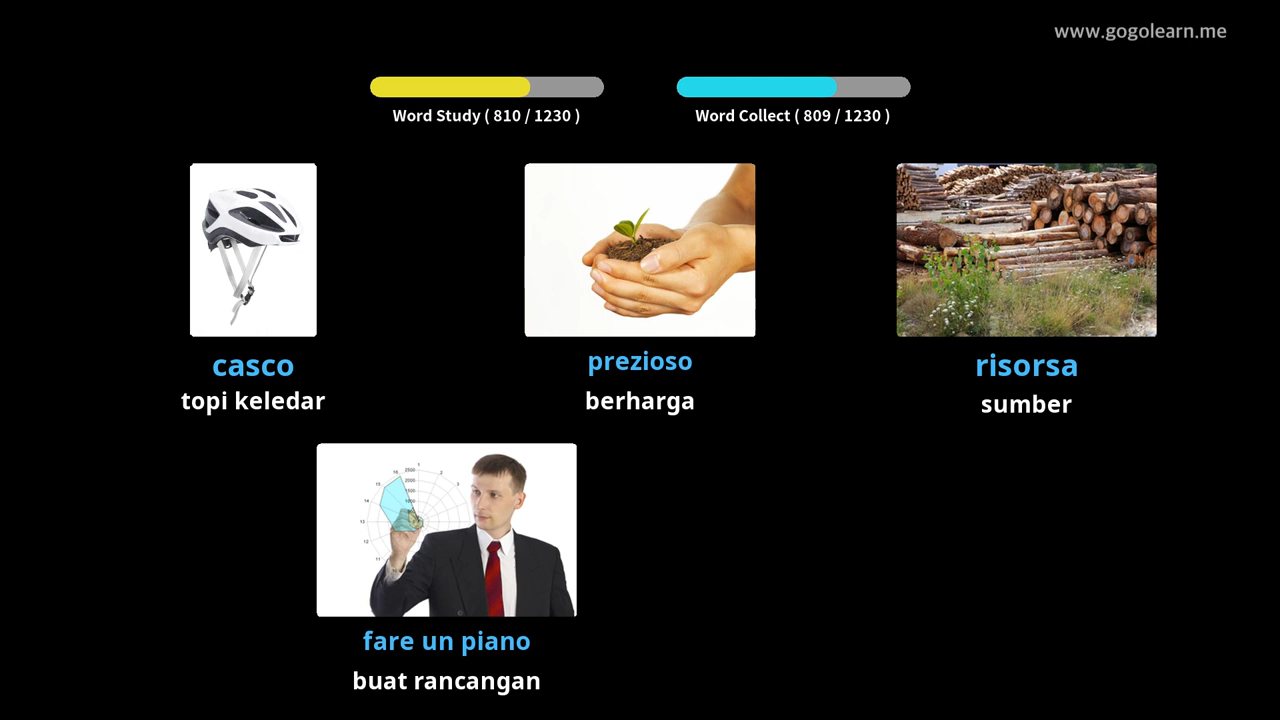 www.gogolearn.me
Word Study ( 810 / 1230 )
Word Collect ( 809 / 1230 )
casco
topi keledar
prezioso
berharga
risorsa
sumber
fare un piano
buat rancangan